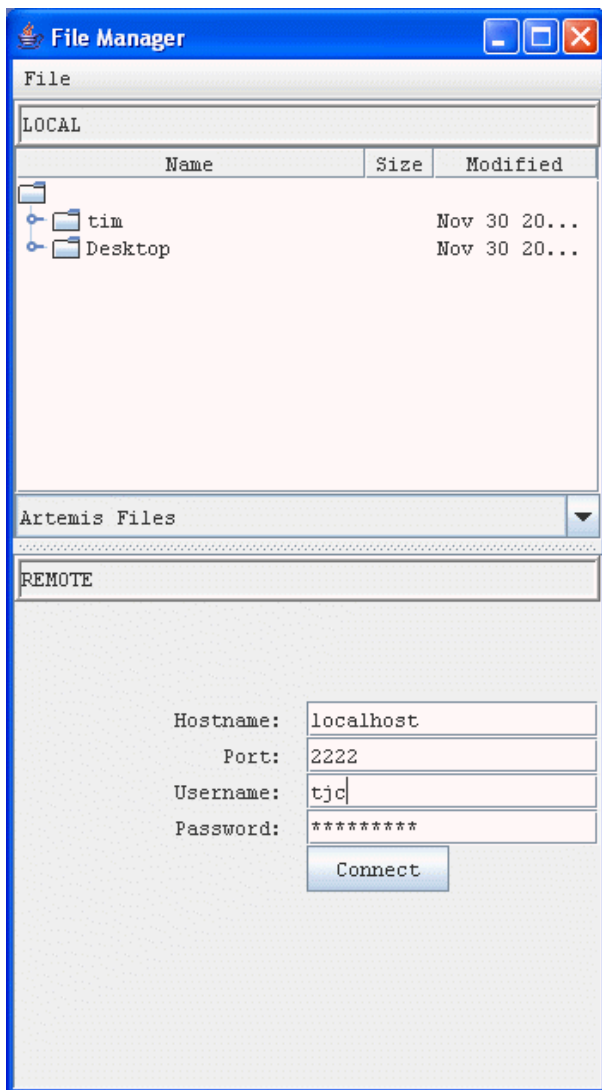 File Manager
File
LOCAL
Name Size Modified
tim Nov 30 20...
Desktop Nov 30 20...
Artemis Files
REMOTE
Hostname: localhost
Port: 2222
Username: tjc
Password: *********
Connect